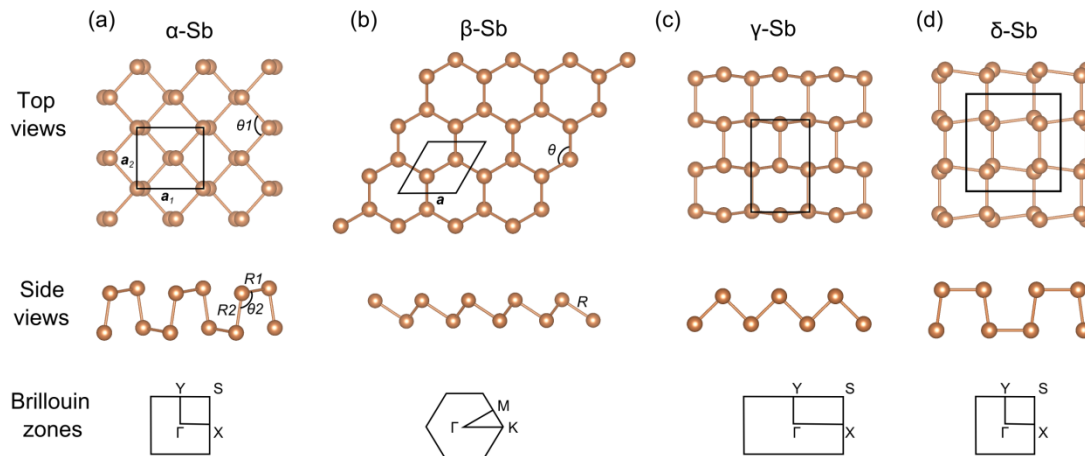 (a)
α-Sb
(b)
β-Sb
(c)
γ-Sb
(d)
δ-Sb
Top
views
θ1
a₂
a₁
θ
a
Side
views
R1
R2
θ2
R
Brillouin
zones
Y
S
Γ
X
M
Γ
K
Y
S
Γ
X
Y
S
Γ
X